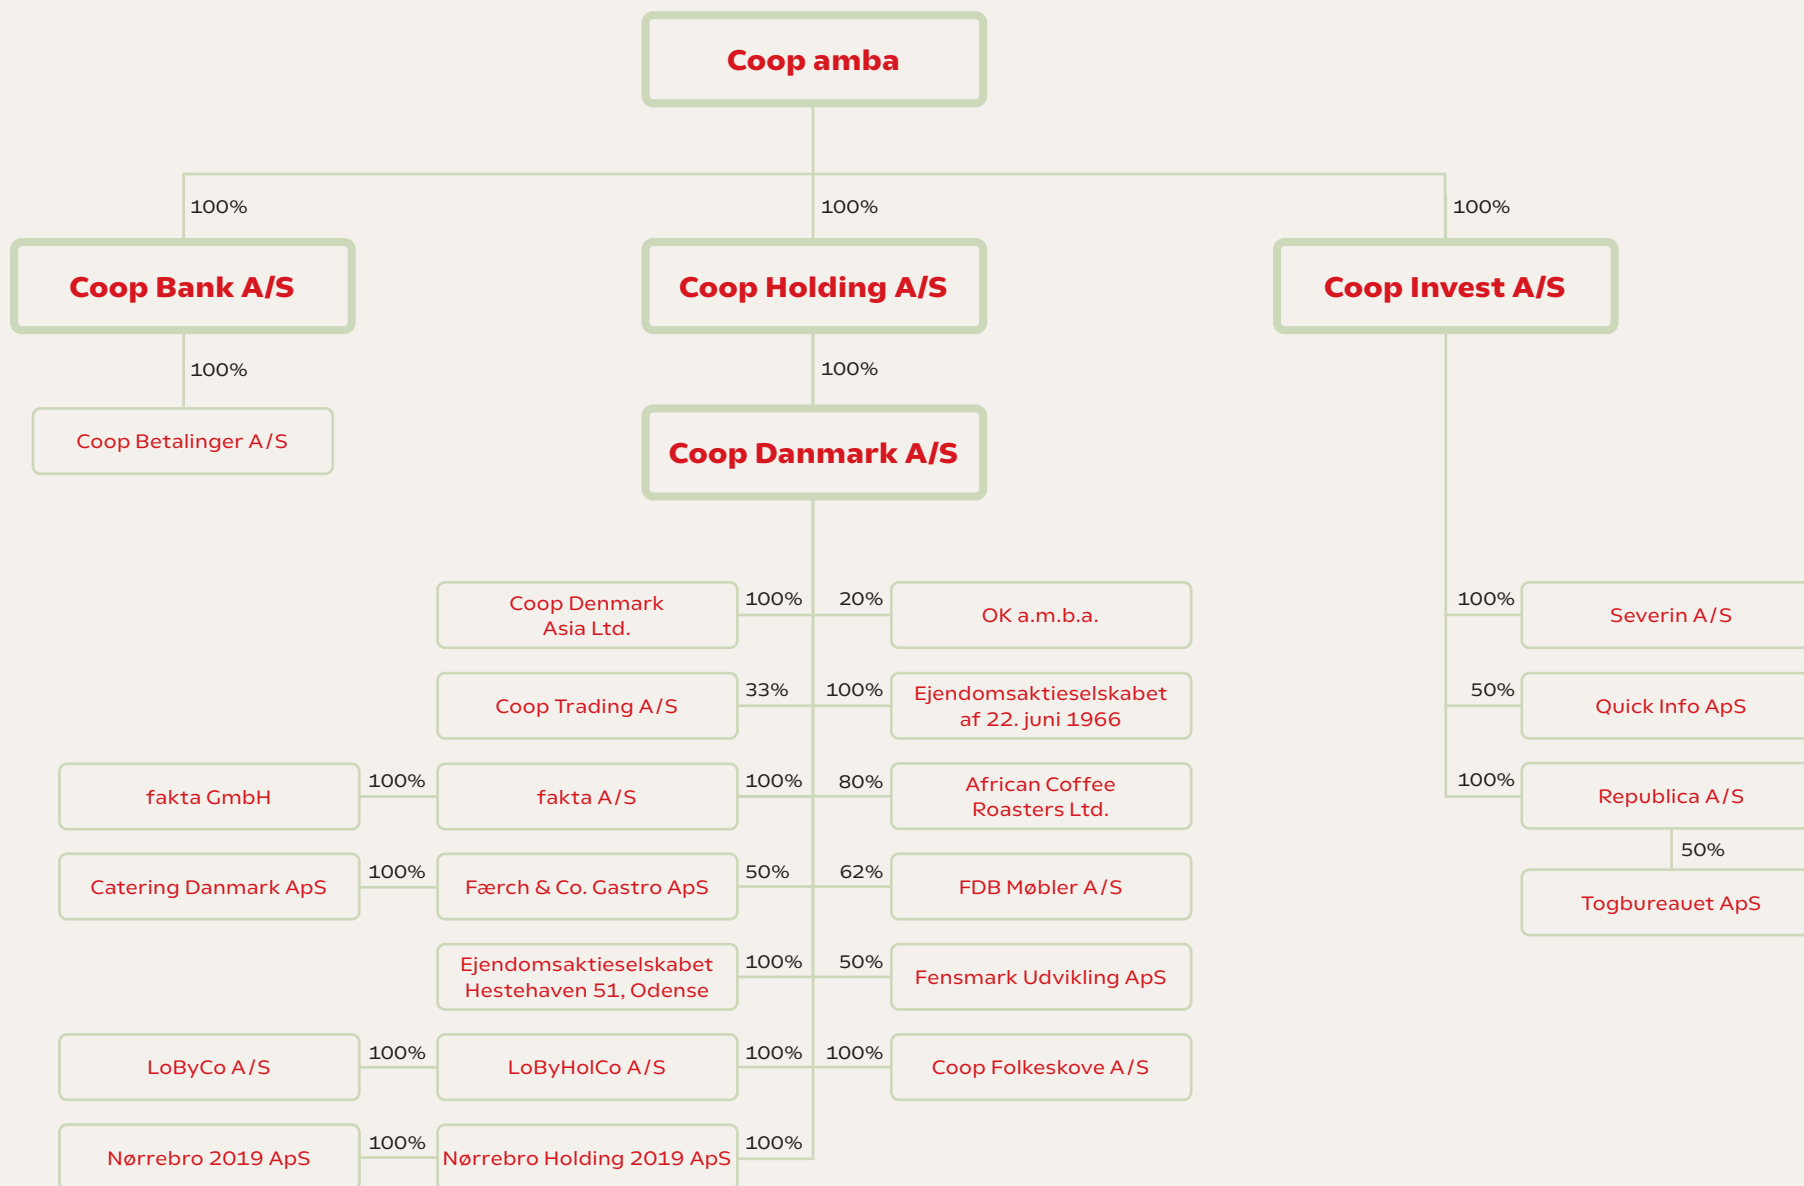 Coop amba
100%
100%
100%
Coop Bank A/S
Coop Holding A/S
Coop Invest A/S
100%
100%
Coop Betalinger A/S
Coop Danmark A/S
Coop Denmark
Asia Ltd.
100%
20%
OK a.m.b.a.
100%
Severin A/S
Coop Trading A/S
33%
100%
Ejendomsaktieselskabet
af 22. juni 1966
50%
Quick Info ApS
fakta GmbH
100%
fakta A/S
100%
80%
African Coffee
Roasters Ltd.
100%
Republica A/S
Catering Danmark ApS
100%
Færch & Co. Gastro ApS
50%
62%
FDB Møbler A/S
50%
Togbureauet ApS
Ejendomsaktieselskabet
Hestehaven 51, Odense
100%
50%
Fensmark Udvikling ApS
LoByCo A/S
100%
LoByHolCo A/S
100%
100%
Coop Folkeskove A/S
Nørrebro 2019 ApS
100%
Nørrebro Holding 2019 ApS
100%